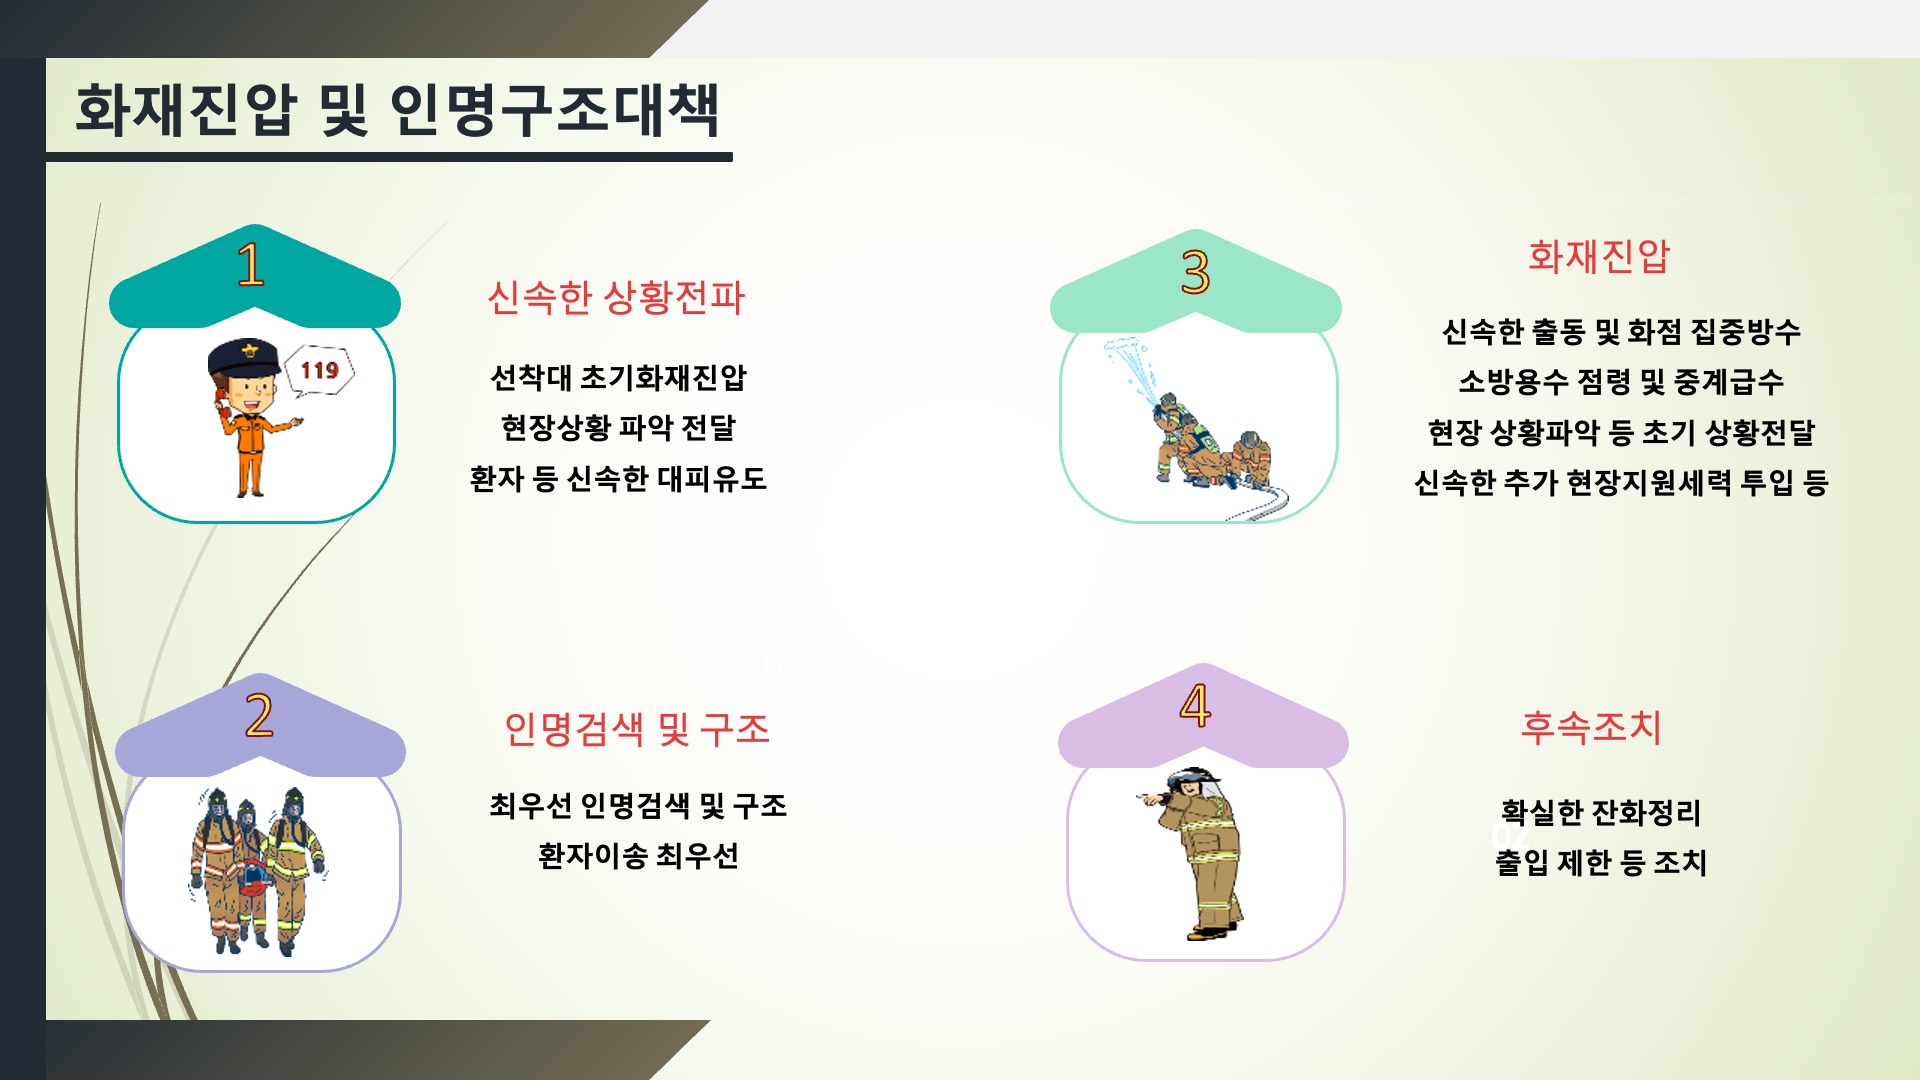 화재진압 및 인명구조대책
1
119
신속한 상황전파
선착대 초기화재진압
현장상황 파악 전달
환자 등 신속한 대피유도
2
인명검색 및 구조
최우선 인명검색 및 구조
환자이송 최우선
02
3
화재진압
신속한 출동 및 화점 집중방수
소방용수 점령 및 중계급수
현장 상황파악 등 초기 상황전달
신속한 추가 현장지원세력 투입 등
4
후속조치
확실한 잔화정리
02
출입 제한 등 조치